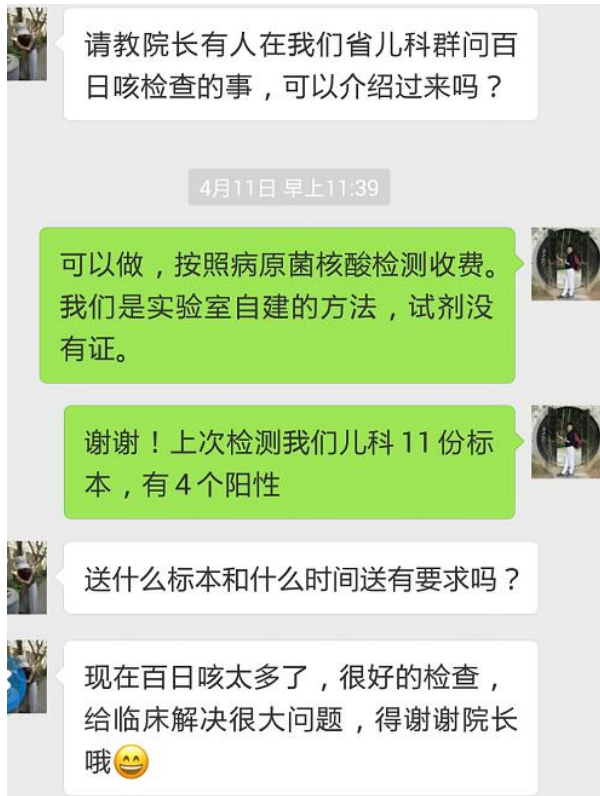 请教院长有人在我们省儿科群问百
日咳检查的事，可以介绍过来吗？
4月11日 早上11:39
可以做，按照病原菌核酸检测收费。
我们是实验室自建的方法，试剂没
有证。
谢谢！上次检测我们儿科11份标
本，有4个阳性
送什么标本和什么时间送有要求吗？
现在百日咳太多了，很好的检查，
给临床解决很大问题，得谢谢院长
哦😄